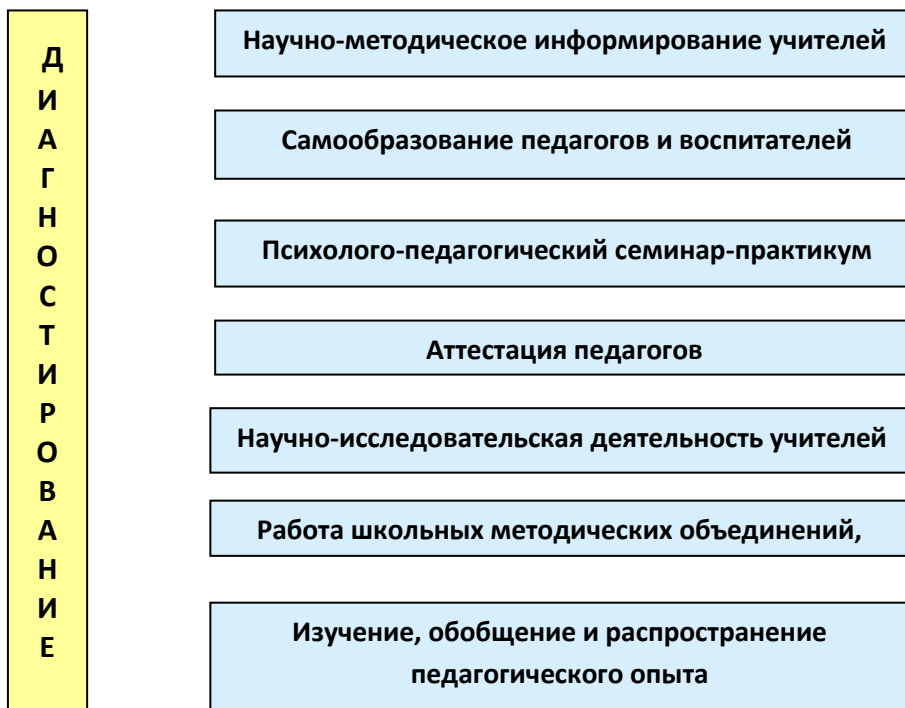 ДИАГНОСТИРОВАНИЕ
Научно-методическое информирование учителей
Самообразование педагогов и воспитателей
Психолого-педагогический семинар-практикум
Аттестация педагогов
Научно-исследовательская деятельность учителей
Работа школьных методических объединений,
Изучение, обобщение и распространение
педагогического опыта